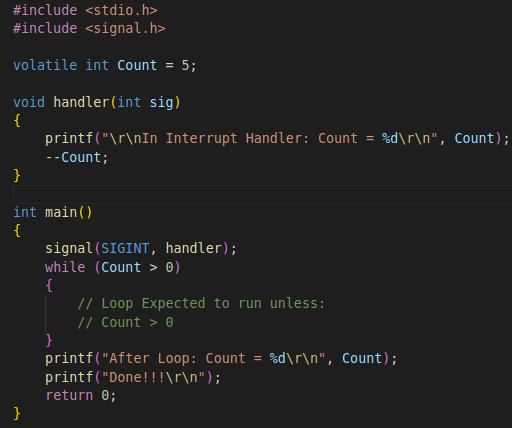 #include <stdio.h>
#include <signal.h>

volatile int Count = 5;

void handler(int sig)
{
    printf("\r\nIn Interrupt Handler: Count = %d\r\n", Count);
    --Count;
}

int main()
{
    signal(SIGINT, handler);
    while (Count > 0)
    {
        // Loop Expected to run unless:
        // Count > 0
    }
    printf("After Loop: Count = %d\r\n", Count);
    printf("Done!!!\r\n");
    return 0;
}